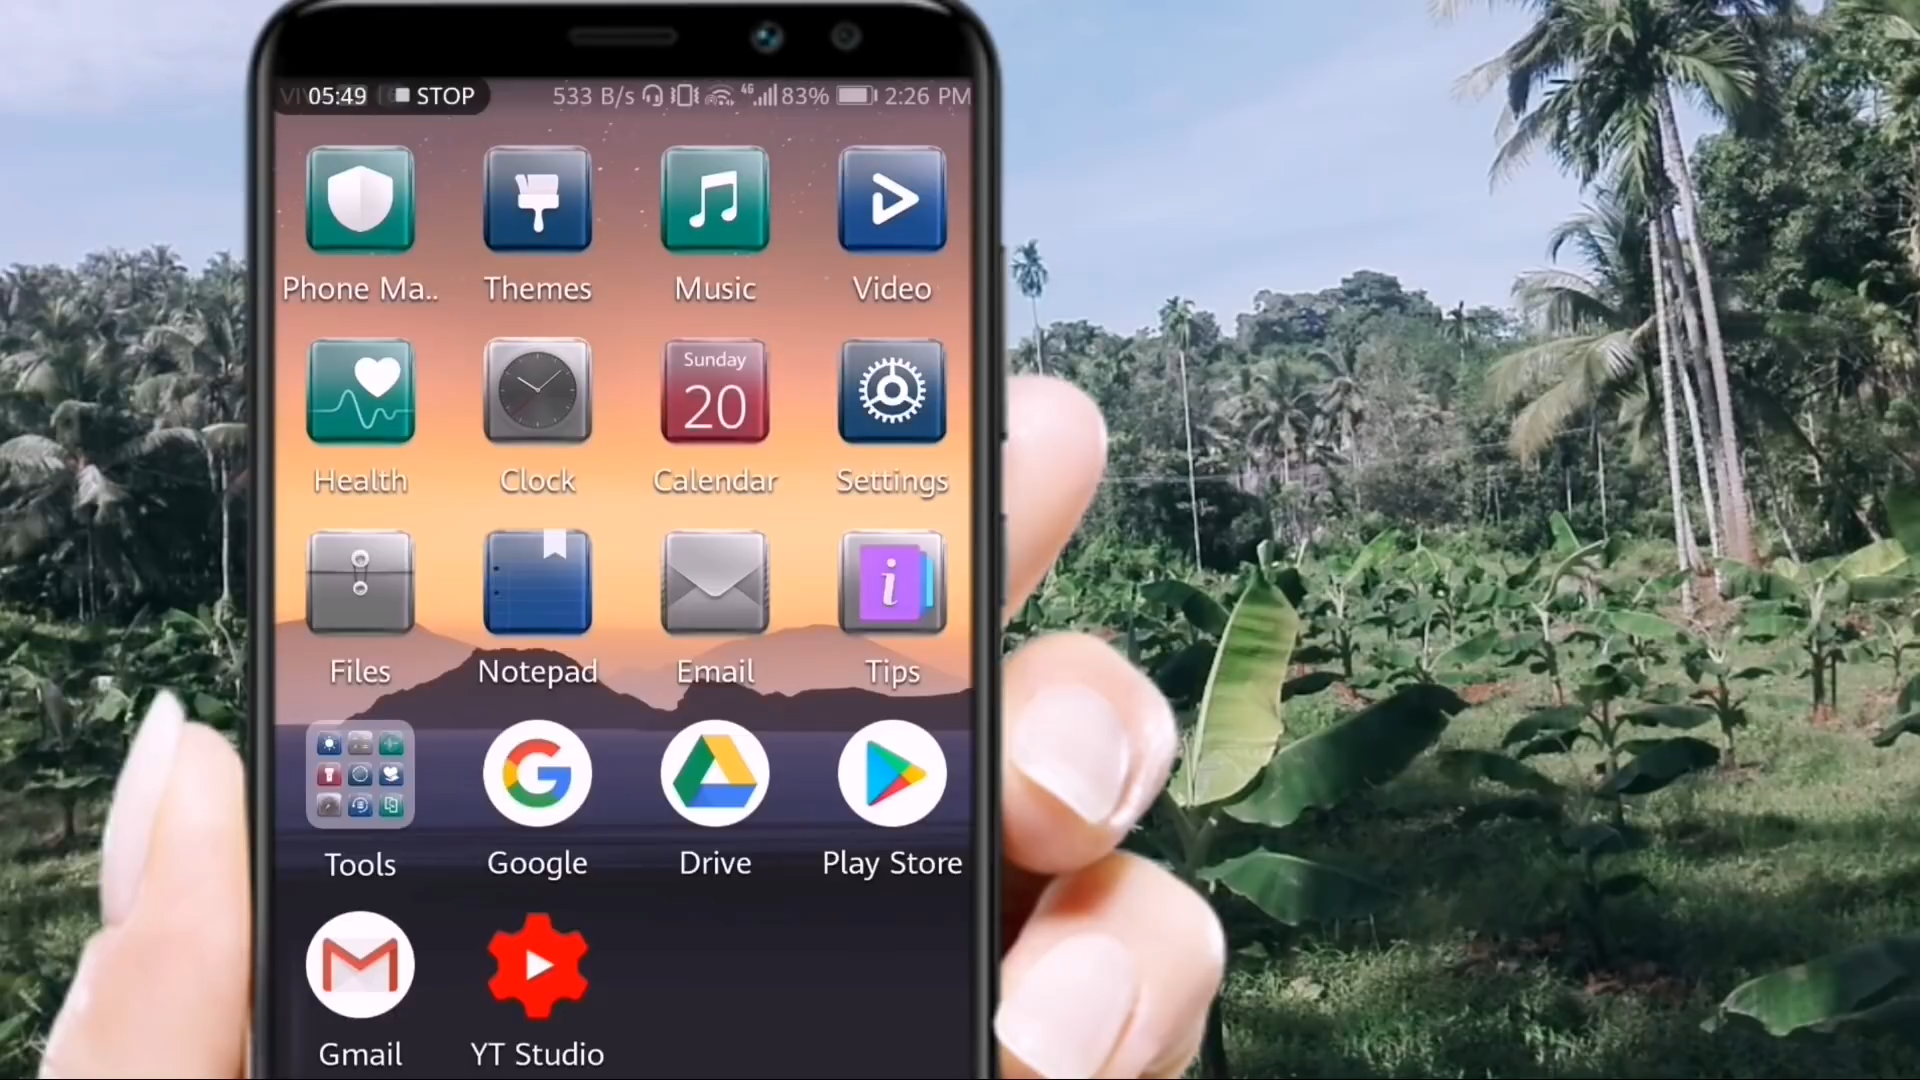 05:49 STOP 533 B/s 4G 83% 2:26 PM
Phone Ma.. Themes Music Video
Sunday
20
Health Clock Calendar Settings
Files Notepad Email Tips
Tools Google Drive Play Store
Gmail YT Studio